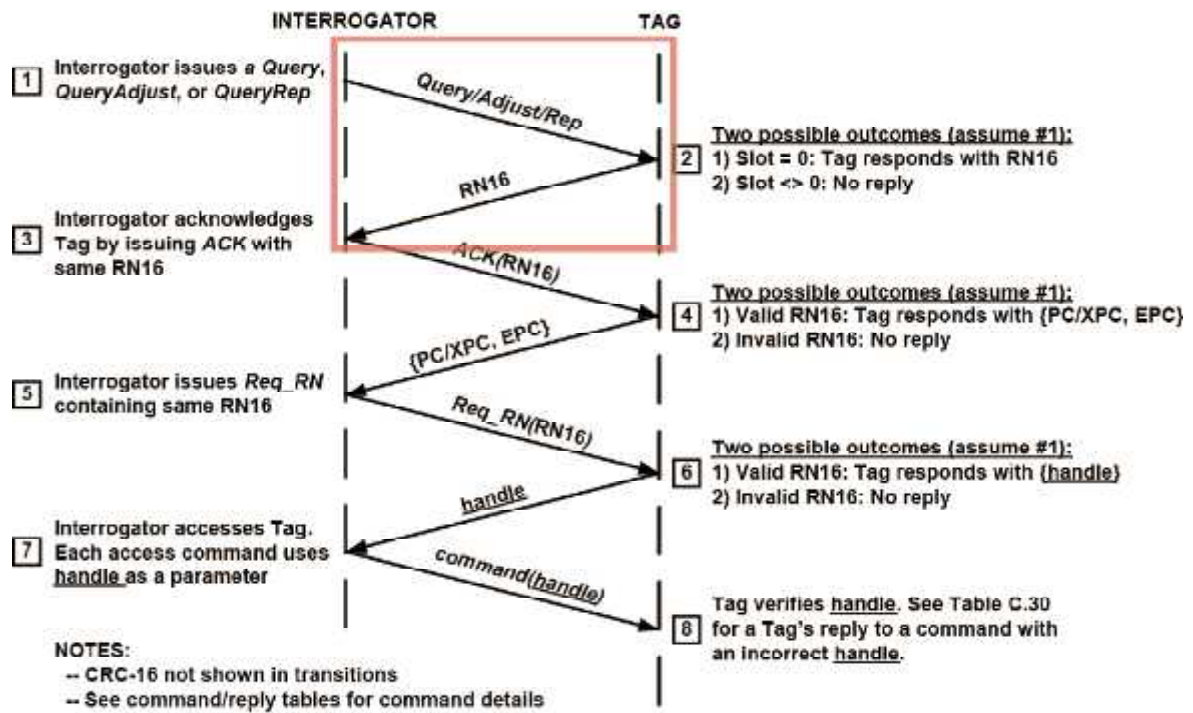 INTERROGATOR TAG
1 Interrogator issues a Query,
QueryAdjust, or QueryRep
Query/Adjust/Rep
2 Two possible outcomes (assume #1):
1) Slot = 0: Tag responds with RN16
2) Slot <> 0: No reply
RN16
3 Interrogator acknowledges
Tag by issuing ACK with
same RN16
ACK(RN16)
4 Two possible outcomes (assume #1):
1) Valid RN16: Tag responds with {PC/XPC, EPC}
2) Invalid RN16: No reply
{PC/XPC, EPC}
5 Interrogator issues Req_RN
containing same RN16
Req_RN(RN16)
6 Two possible outcomes (assume #1):
1) Valid RN16: Tag responds with {handle}
2) Invalid RN16: No reply
handle
7 Interrogator accesses Tag.
Each access command uses
handle as a parameter
command(handle)
8 Tag verifies handle. See Table C.30
for a Tag's reply to a command with
an incorrect handle.
NOTES:
-- CRC-16 not shown in transitions
-- See command/reply tables for command details